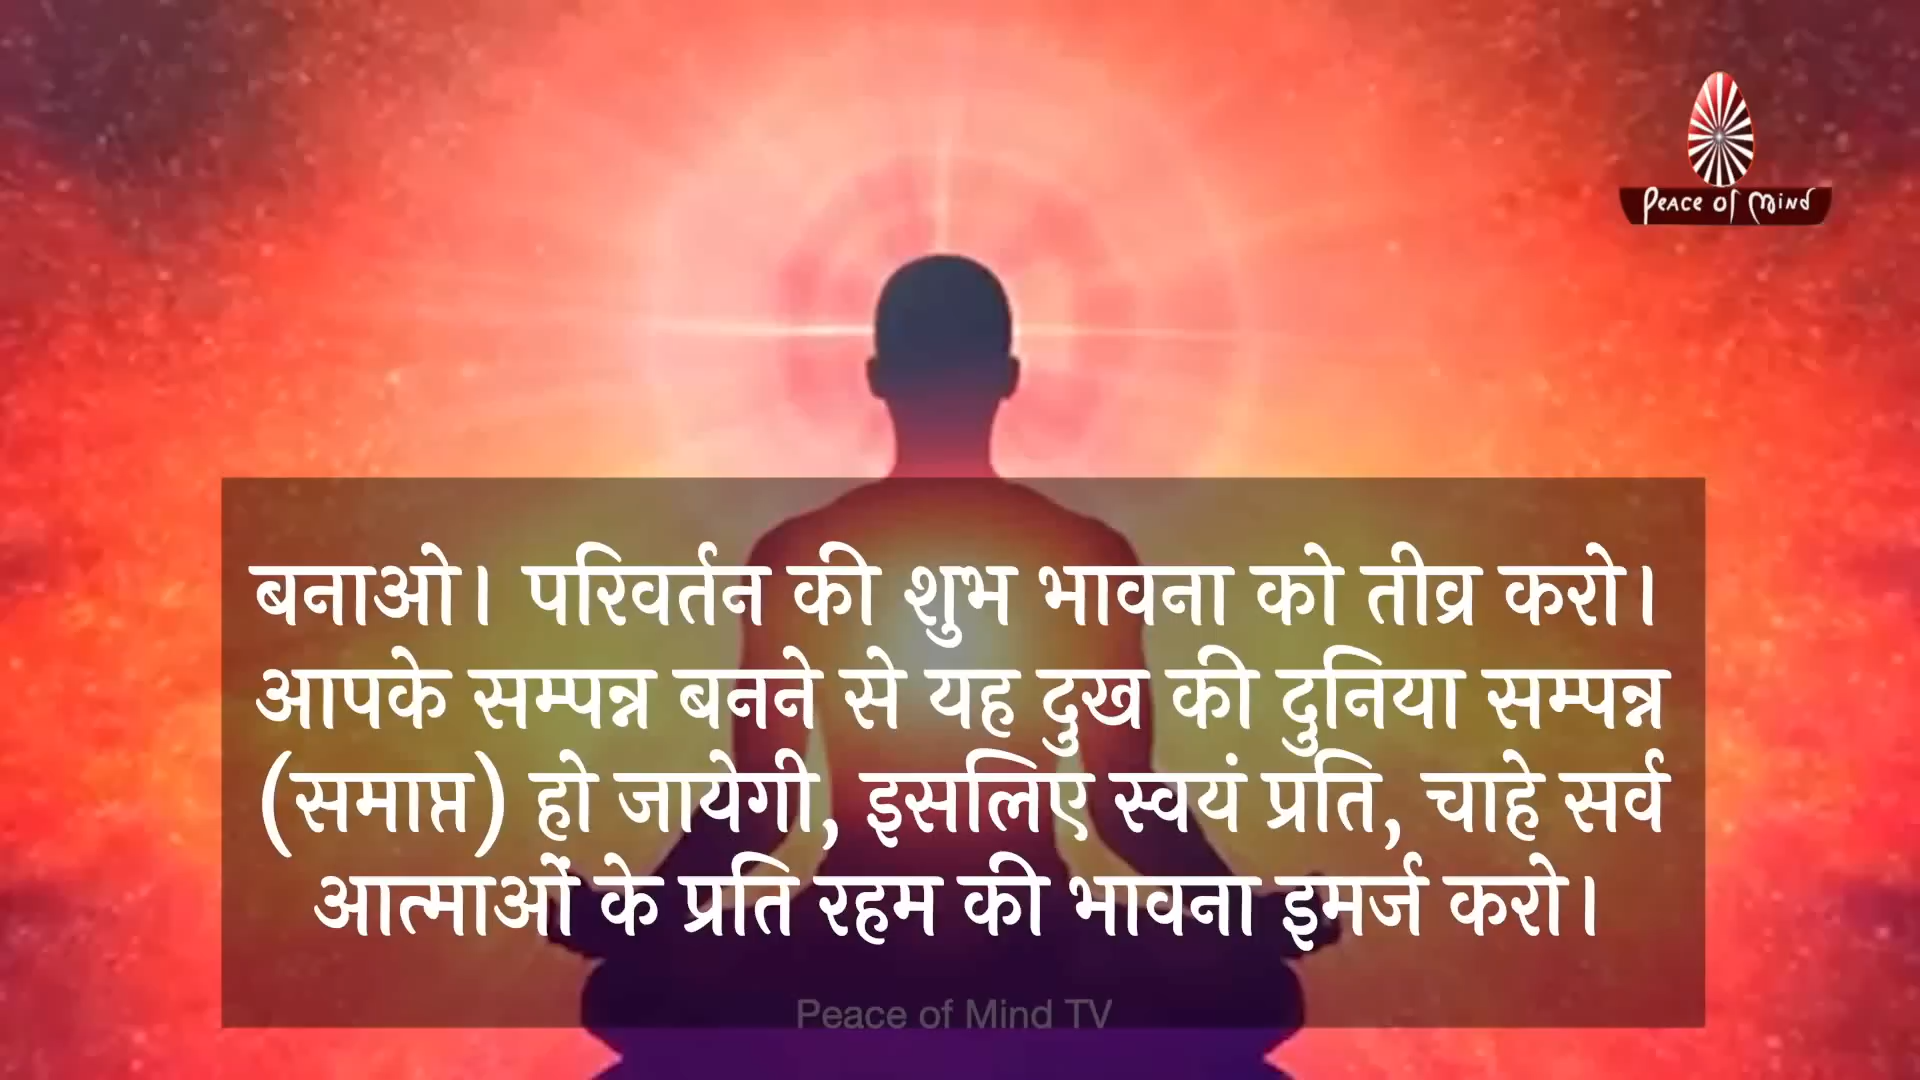 Peace of Mind
बनाओ। परिवर्तन की शुभ भावना को तीव्र करो।
आपके सम्पन्न बनने से यह दुख की दुनिया सम्पन्न
(समाप्त) हो जायेगी, इसलिए स्वयं प्रति, चाहे सर्व
आत्माओं के प्रति रहम की भावना इमर्ज करो।
Peace of Mind TV